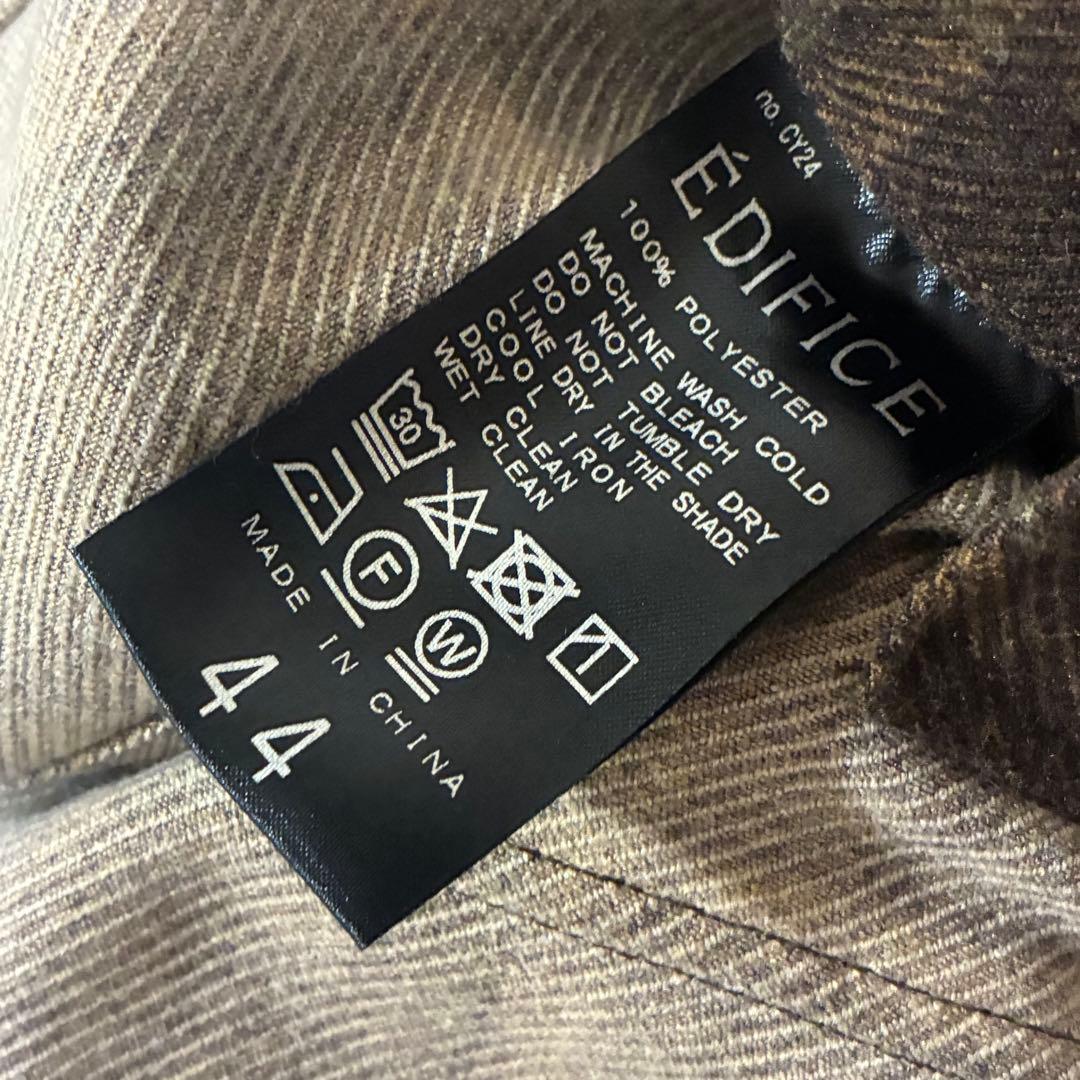 no. CY24
ÉDIFICE
100% POLYESTER
MACHINE WASH COLD
DO NOT BLEACH
DO NOT TUMBLE DRY
LINE DRY IN THE SHADE
COOL IRON
DRY CLEAN
WET CLEAN
30
F
W
MADE IN CHINA
44